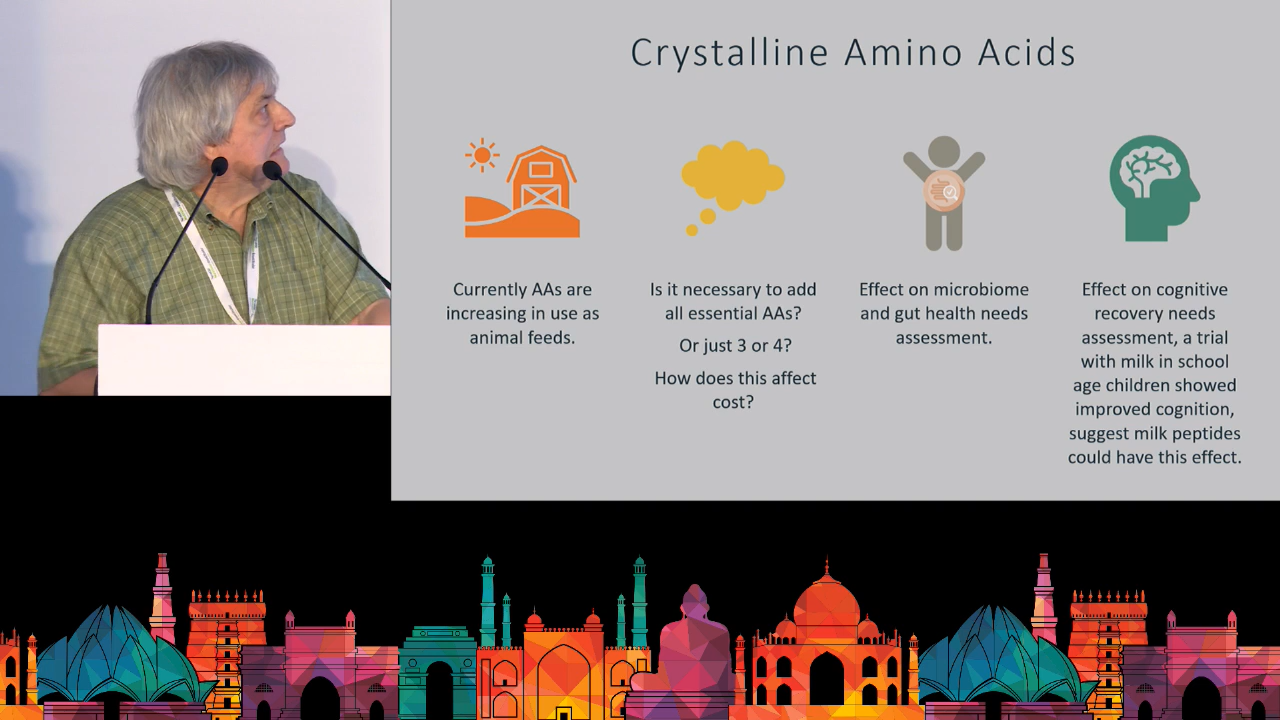 Crystalline Amino Acids
Currently AAs are
increasing in use as
animal feeds.
Is it necessary to add
all essential AAs?
Or just 3 or 4?
How does this affect
cost?
Effect on microbiome
and gut health needs
assessment.
Effect on cognitive
recovery needs
assessment, a trial
with milk in school
age children showed
improved cognition,
suggest milk peptides
could have this effect.